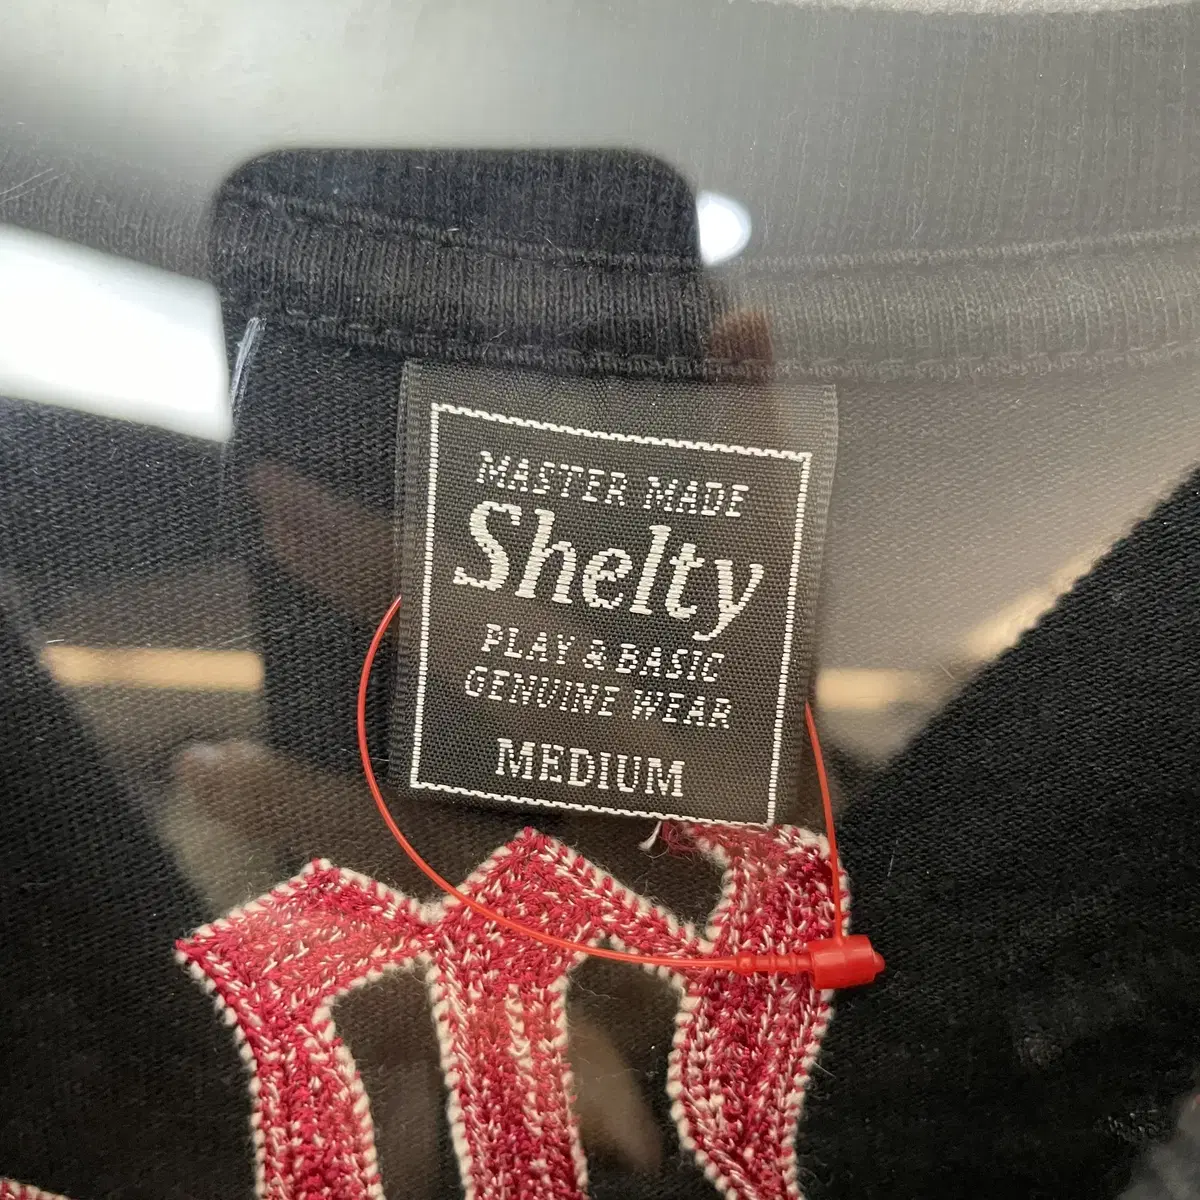 MASTER MADE
Shelty
PLAY & BASIC
GENUINE WEAR
MEDIUM